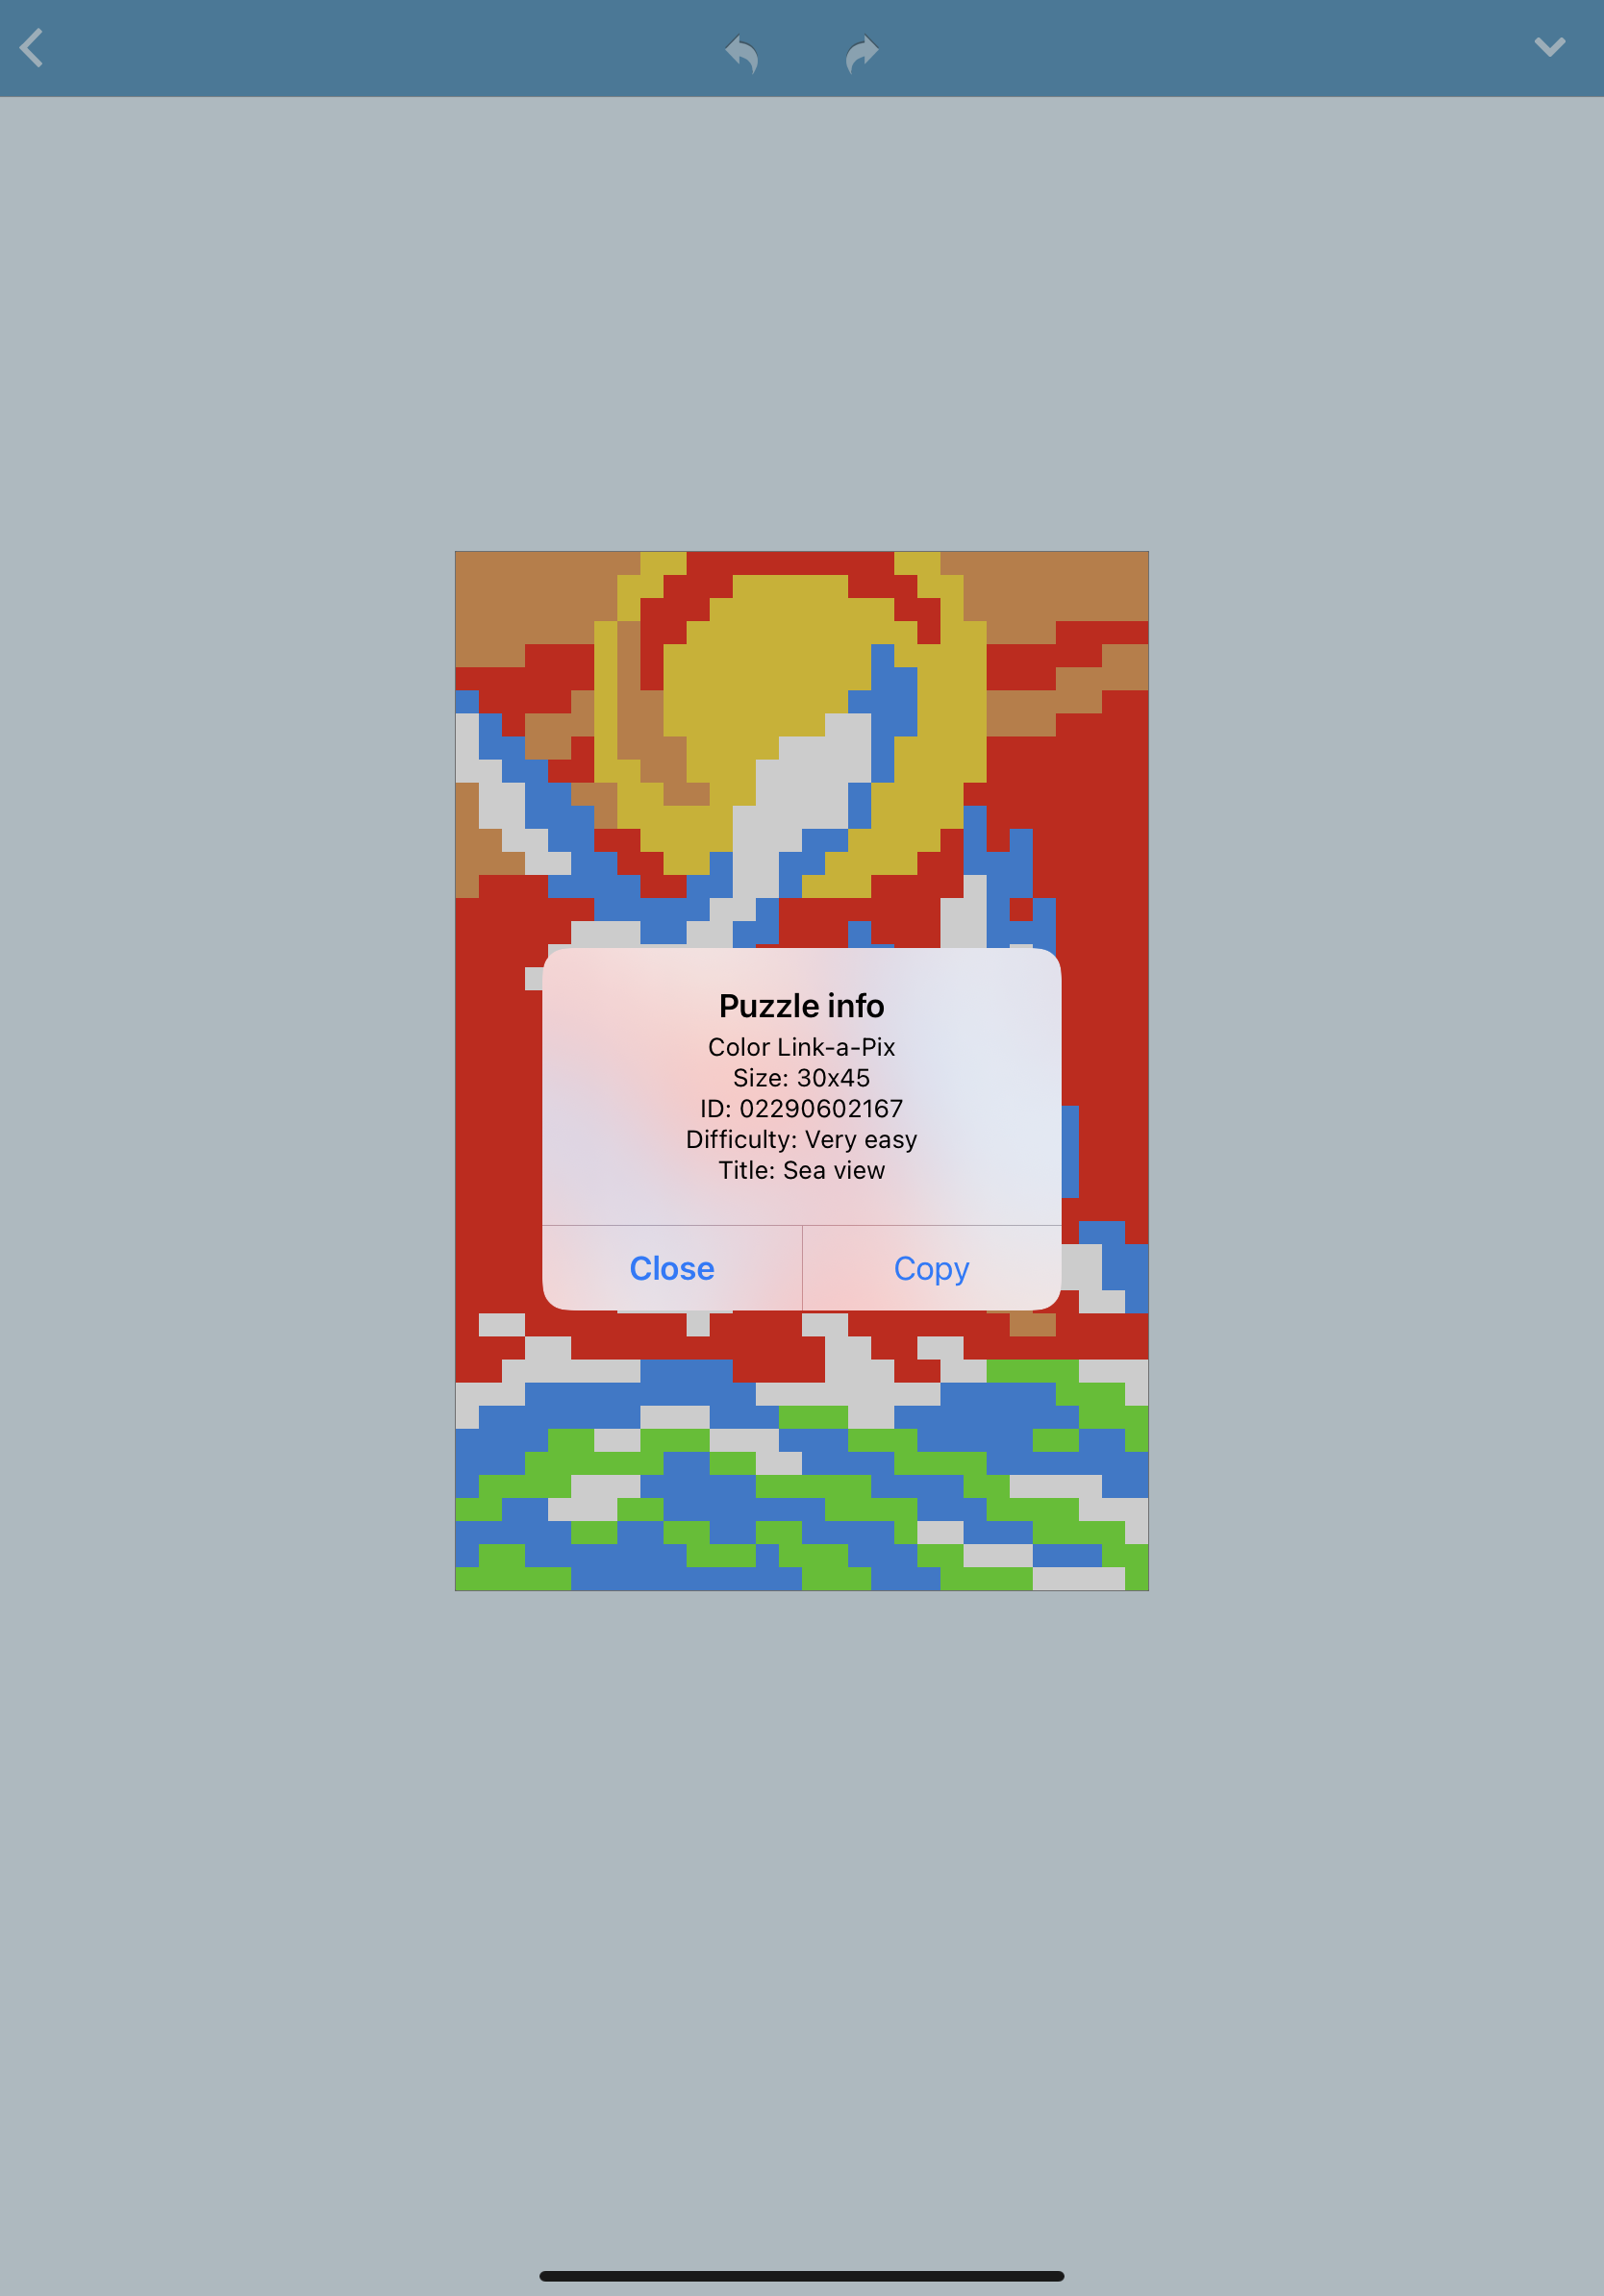 Puzzle info
Color Link-a-Pix
Size: 30x45
ID: 02290602167
Difficulty: Very easy
Title: Sea view
Close
Copy